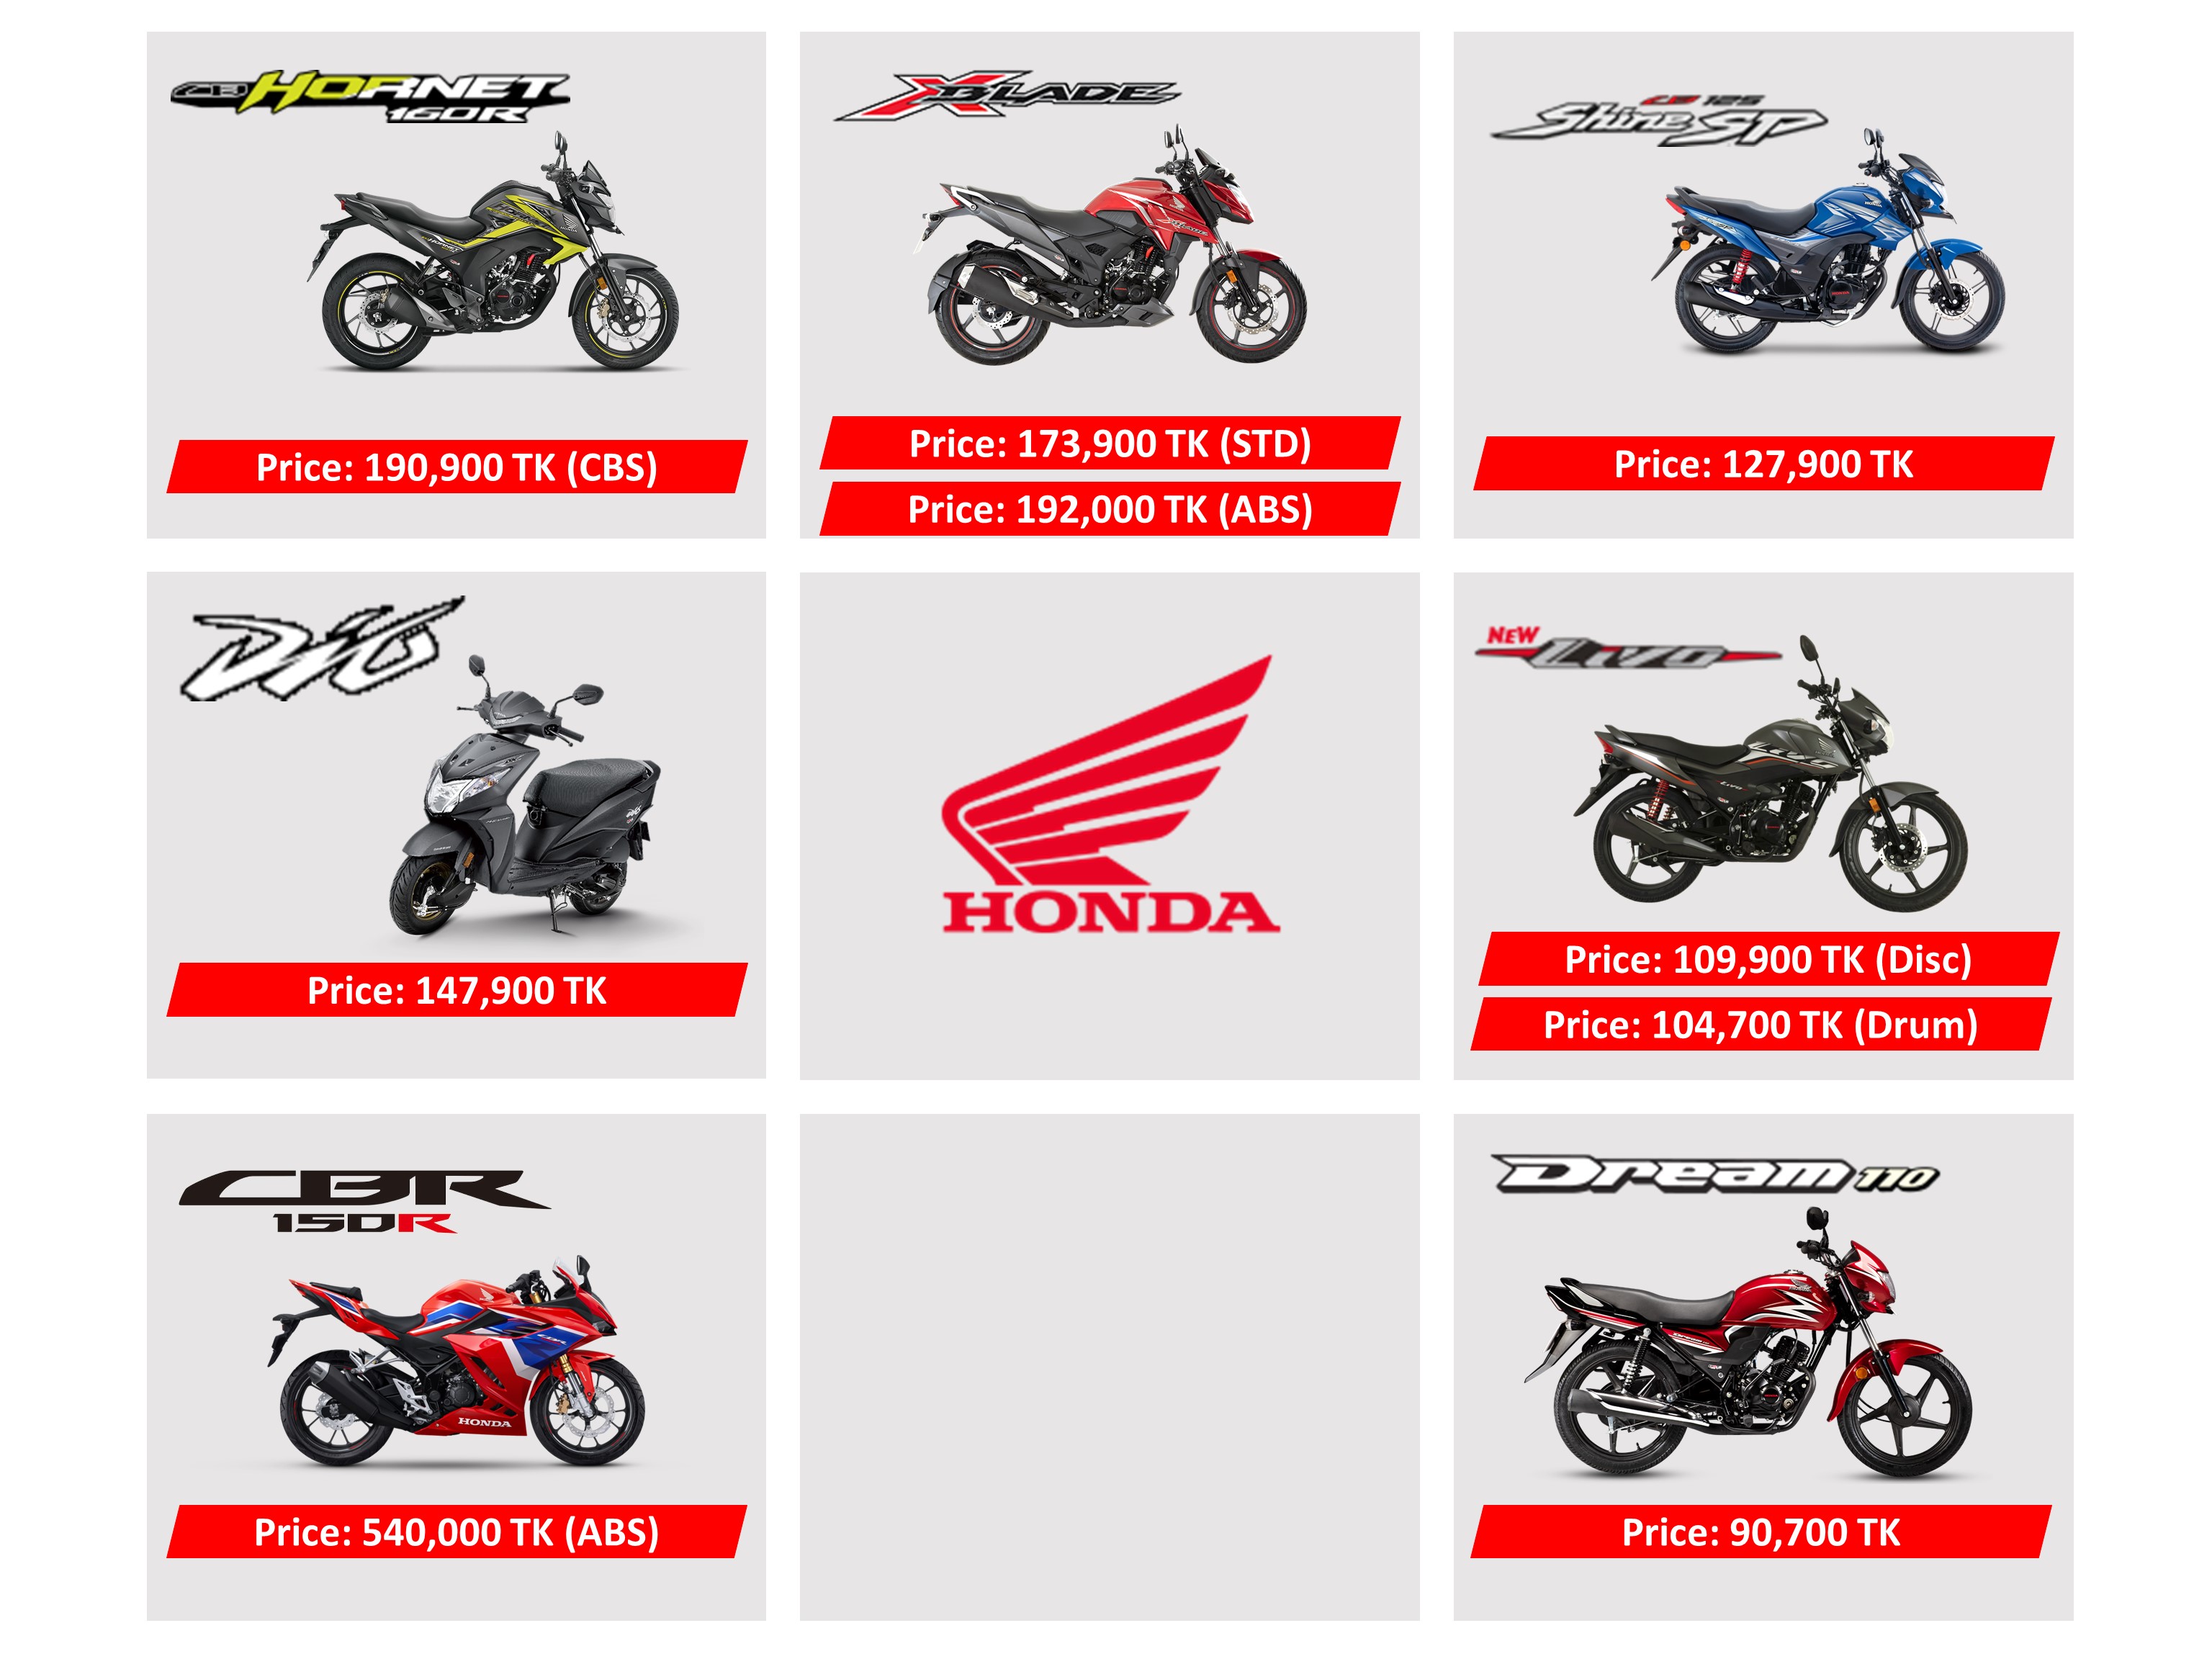 CB HORNET
160R
XBLADE
CB 125
Shine SP
Price: 190,900 TK (CBS)
Price: 173,900 TK (STD)
Price: 192,000 TK (ABS)
Price: 127,900 TK
Dio
Price: 147,900 TK
HONDA
NEW
Livo
Price: 109,900 TK (Disc)
Price: 104,700 TK (Drum)
CBR
150R
HONDA
Price: 540,000 TK (ABS)
Dream 110
Price: 90,700 TK